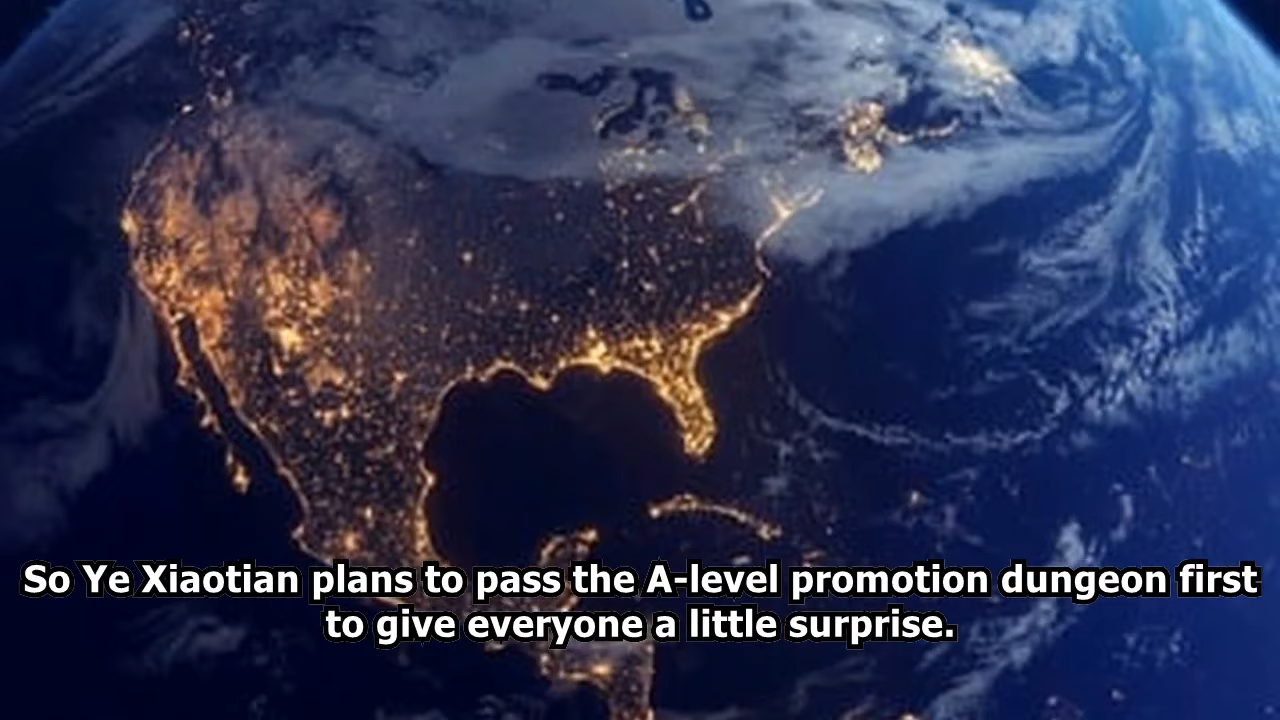 So Ye Xiaotian plans to pass the A-level promotion dungeon first
to give everyone a little surprise.